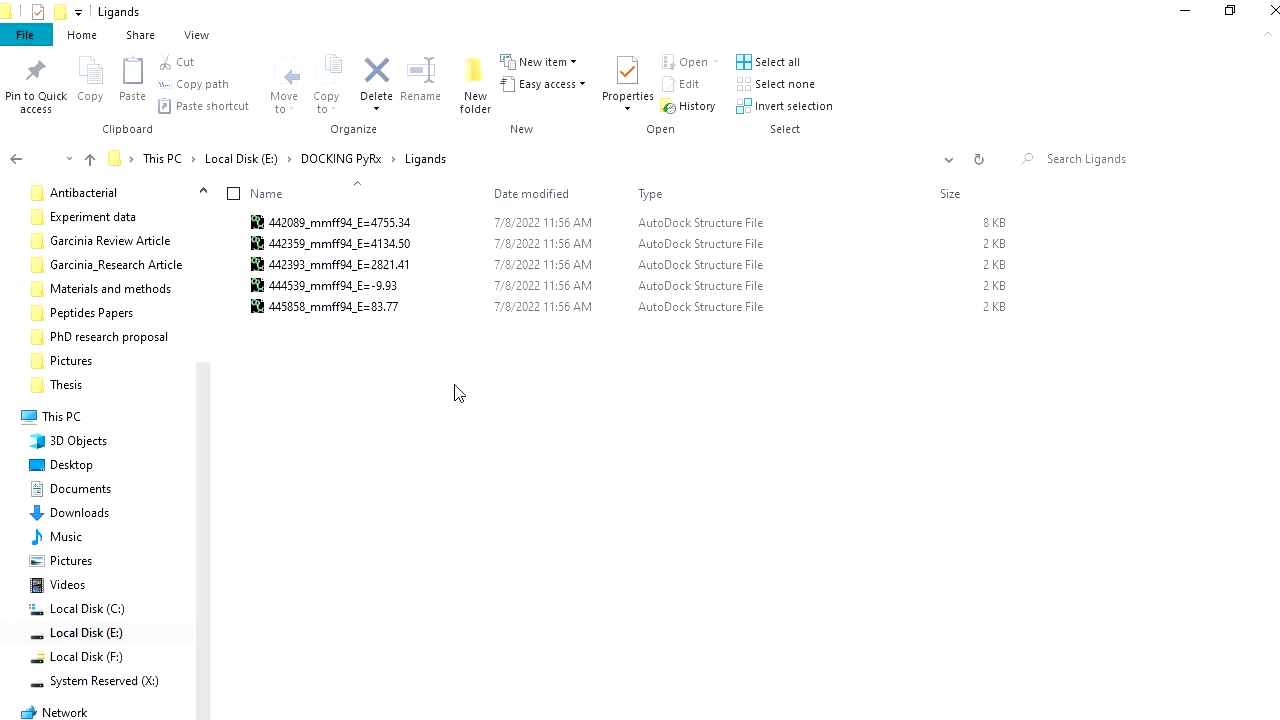 Ligands
File Home Share View
Pin to Quick access
Copy
Paste
Cut
Copy path
Paste shortcut
Clipboard
Move to
Copy to
Delete
Rename
Organize
New folder
New item
Easy access
New
Properties
Open
Edit
History
Open
Select all
Select none
Invert selection
Select
This PC > Local Disk (E:) > DOCKING PyRx > Ligands
Search Ligands
Antibacterial
Experiment data
Garcinia Review Article
Garcinia_Research Article
Materials and methods
Peptides Papers
PhD research proposal
Pictures
Thesis
This PC
3D Objects
Desktop
Documents
Downloads
Music
Pictures
Videos
Local Disk (C:)
Local Disk (E:)
Local Disk (F:)
System Reserved (X:)
Network
Name Date modified Type Size
442089_mmff94_E=4755.34 7/8/2022 11:56 AM AutoDock Structure File 8 KB
442359_mmff94_E=4134.50 7/8/2022 11:56 AM AutoDock Structure File 2 KB
442393_mmff94_E=2821.41 7/8/2022 11:56 AM AutoDock Structure File 2 KB
444539_mmff94_E=-9.93 7/8/2022 11:56 AM AutoDock Structure File 2 KB
445858_mmff94_E=83.77 7/8/2022 11:56 AM AutoDock Structure File 2 KB